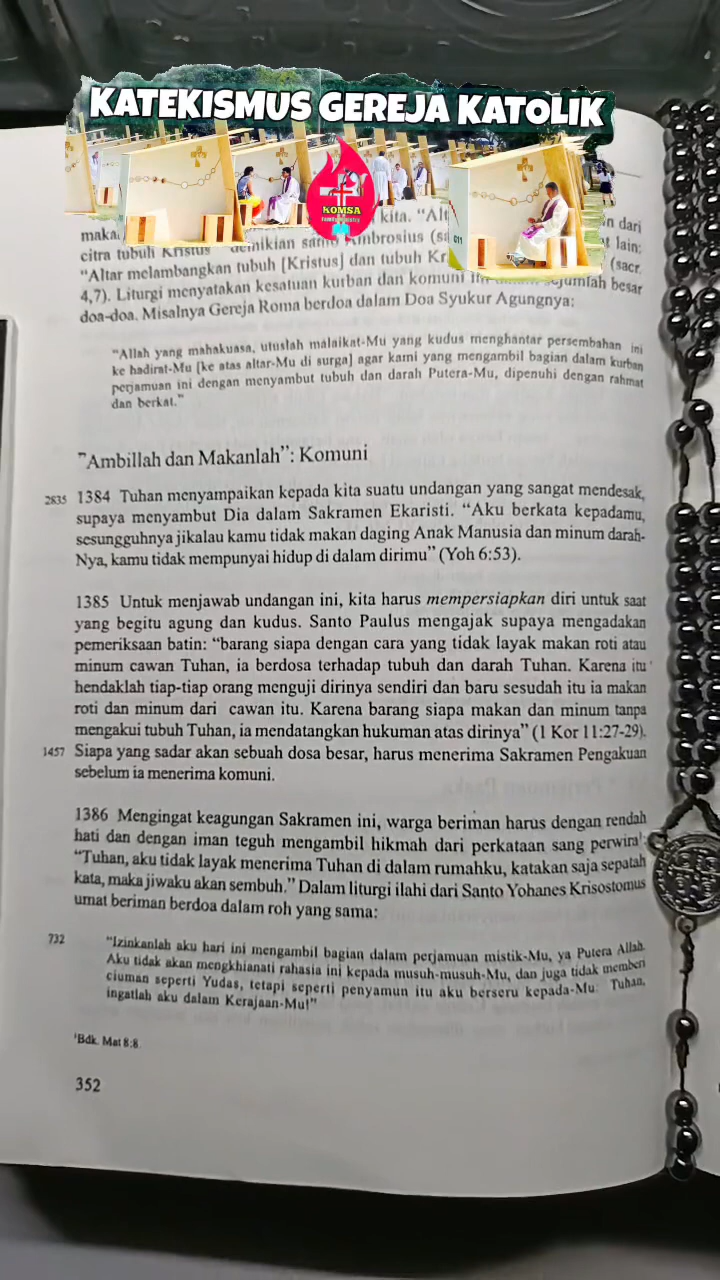 KATEKISMUS GEREJA KATOLIK
KOMSA
kita. "Alt
n dari
maka
citra tubuh Kristus" demikian santo Ambrosius (sa
t lain:
"Altar melambangkan tubuh [Kristus] dan tubuh Kr
(sacr.
4,7). Liturgi menyatakan kesatuan kurban dan komuni
sejumlah besar
doa-doa. Misalnya Gereja Roma berdoa dalam Doa Syukur Agungnya:
"Allah yang mahakuasa, utuslah malaikat-Mu yang kudus menghantar persembahan ini
ke hadirat-Mu [ke atas altar-Mu di surga] agar kami yang mengambil bagian dalam kurban
perjamuan ini dengan menyambut tubuh dan darah Putera-Mu, dipenuhi dengan rahmat
dan berkat."
"Ambillah dan Makanlah": Komuni
2835 1384 Tuhan menyampaikan kepada kita suatu undangan yang sangat mendesak,
supaya menyambut Dia dalam Sakramen Ekaristi. "Aku berkata kepadamu,
sesungguhnya jikalau kamu tidak makan daging Anak Manusia dan minum darah-
Nya, kamu tidak mempunyai hidup di dalam dirimu" (Yoh 6:53).
1385 Untuk menjawab undangan ini, kita harus mempersiapkan diri untuk saat
yang begitu agung dan kudus. Santo Paulus mengajak supaya mengadakan
pemeriksaan batin: "barang siapa dengan cara yang tidak layak makan roti atau
minum cawan Tuhan, ia berdosa terhadap tubuh dan darah Tuhan. Karena itu
hendaklah tiap-tiap orang menguji dirinya sendiri dan baru sesudah itu ia makan
roti dan minum dari cawan itu. Karena barang siapa makan dan minum tanpa
mengakui tubuh Tuhan, ia mendatangkan hukuman atas dirinya" (1 Kor 11:27-29).
1457 Siapa yang sadar akan sebuah dosa besar, harus menerima Sakramen Pengakuan
sebelum ia menerima komuni.
1386 Mengingat keagungan Sakramen ini, warga beriman harus dengan rendah
hati dan dengan iman teguh mengambil hikmah dari perkataan sang perwira¹:
"Tuhan, aku tidak layak menerima Tuhan di dalam rumahku, katakan saja sepatah
kata, maka jiwaku akan sembuh." Dalam liturgi ilahi dari Santo Yohanes Krisostomus
umat beriman berdoa dalam roh yang sama:
732 "Izinkanlah aku hari ini mengambil bagian dalam perjamuan mistik-Mu, ya Putera Allah.
Aku tidak akan mengkhianati rahasia ini kepada musuh-musuh-Mu, dan juga tidak memberi
ciuman seperti Yudas, tetapi seperti penyamun itu aku berseru kepada-Mu: Tuhan,
ingatlah aku dalam Kerajaan-Mu!"
¹Bdk. Mat 8:8.
352